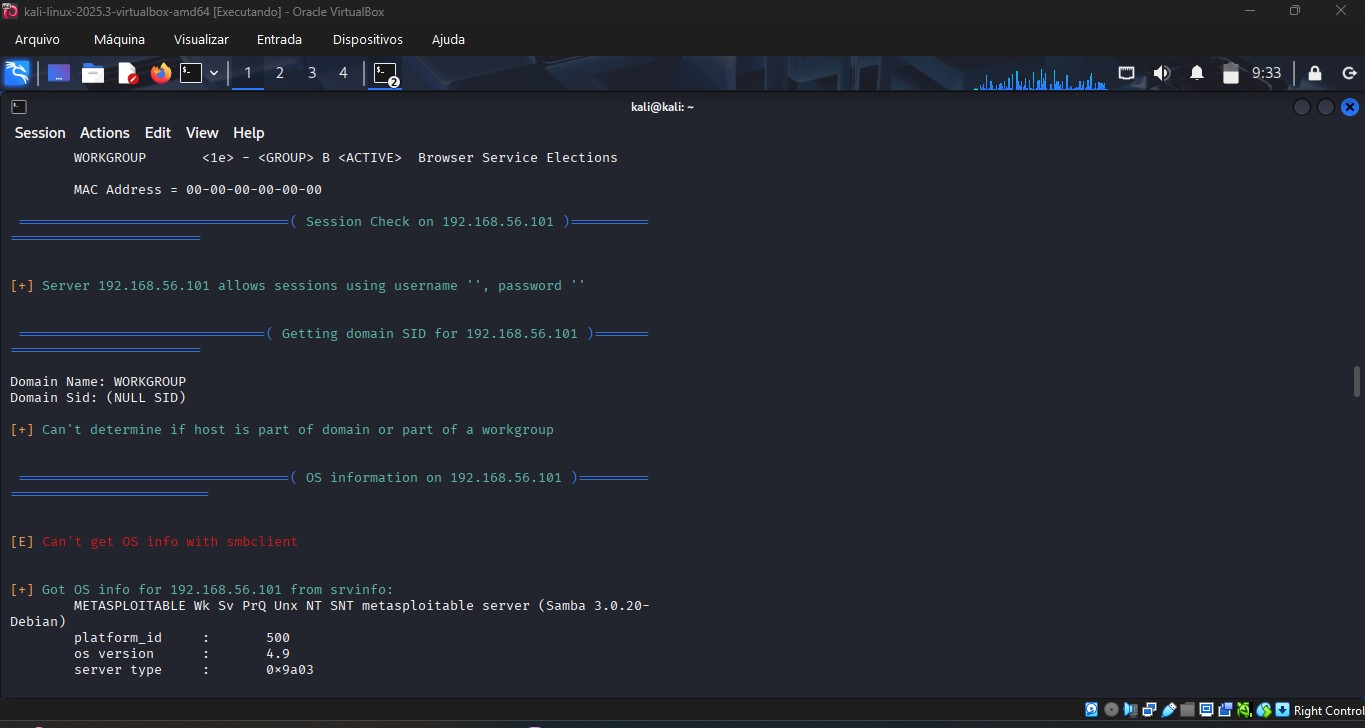 kali-linux-2025.3-virtualbox-amd64 [Executando] - Oracle VirtualBox
Arquivo Máquina Visualizar Entrada Dispositivos Ajuda
1 2 3 4 2 9:33
kali@kali: ~
Session Actions Edit View Help
WORKGROUP <1e> - <GROUP> B <ACTIVE> Browser Service Elections
MAC Address = 00-00-00-00-00-00
( Session Check on 192.168.56.101 )
[+] Server 192.168.56.101 allows sessions using username '', password ''
( Getting domain SID for 192.168.56.101 )
Domain Name: WORKGROUP
Domain Sid: (NULL SID)
[+] Can't determine if host is part of domain or part of a workgroup
( OS information on 192.168.56.101 )
[E] Can't get OS info with smbclient
[+] Got OS info for 192.168.56.101 from srvinfo:
METASPLOITABLE Wk Sv PrQ Unx NT SNT metasploitable server (Samba 3.0.20-
Debian)
platform_id : 500
os version : 4.9
server type : 0×9a03
Right Control